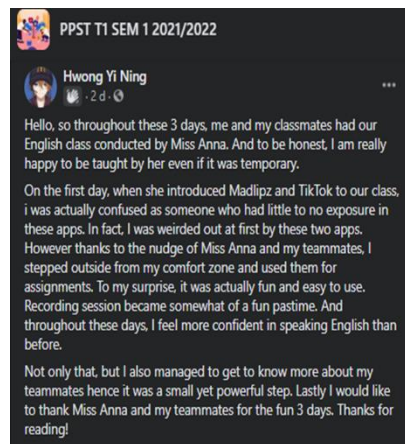 PPST T1 SEM 1 2021/2022
Hwong Yi Ning
· 2 d ·
Hello, so throughout these 3 days, me and my classmates had our
English class conducted by Miss Anna. And to be honest, I am really
happy to be taught by her even if it was temporary.
On the first day, when she introduced Madlipz and TikTok to our class,
i was actually confused as someone who had little to no exposure in
these apps. In fact, I was weirded out at first by these two apps.
However thanks to the nudge of Miss Anna and my teammates, I
stepped outside from my comfort zone and used them for
assignments. To my surprise, it was actually fun and easy to use.
Recording session became somewhat of a fun pastime. And
throughout these days, I feel more confident in speaking English than
before.
Not only that, but I also managed to get to know more about my
teammates hence it was a small yet powerful step. Lastly I would like
to thank Miss Anna and my teammates for the fun 3 days. Thanks for
reading!